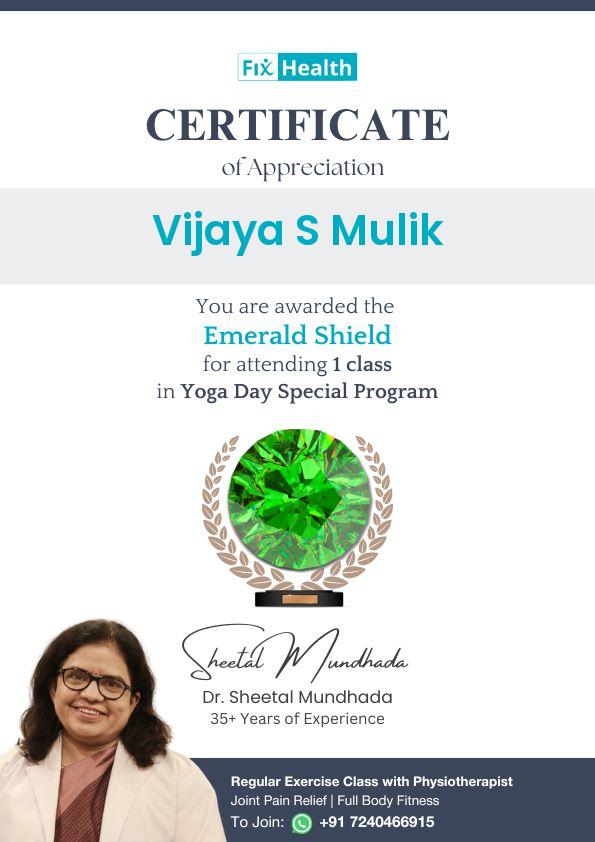 Fix Health
CERTIFICATE
of Appreciation
Vijaya S Mulik
You are awarded the
Emerald Shield
for attending 1 class
in Yoga Day Special Program
Sheetal Mundhada
Dr. Sheetal Mundhada
35+ Years of Experience
Regular Exercise Class with Physiotherapist
Joint Pain Relief | Full Body Fitness
To Join: +91 7240466915